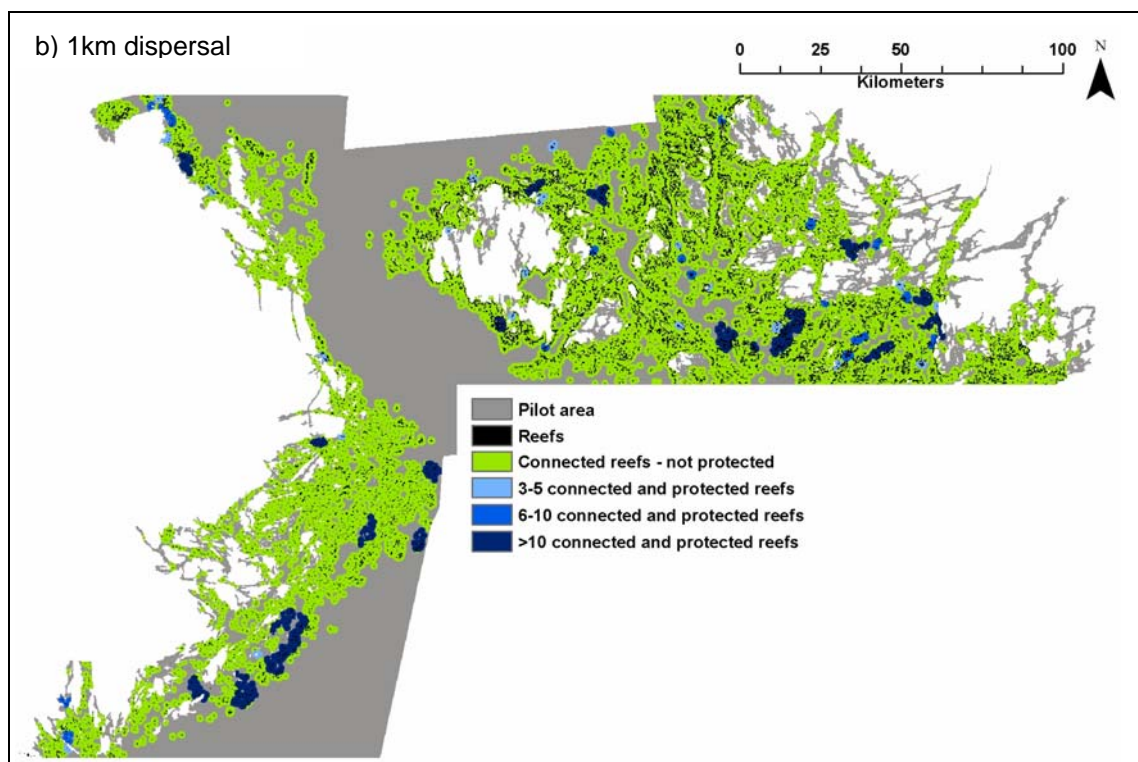 b) 1km dispersal
0 25 50 100
Kilometers
N
Pilot area
Reefs
Connected reefs - not protected
3-5 connected and protected reefs
6-10 connected and protected reefs
>10 connected and protected reefs